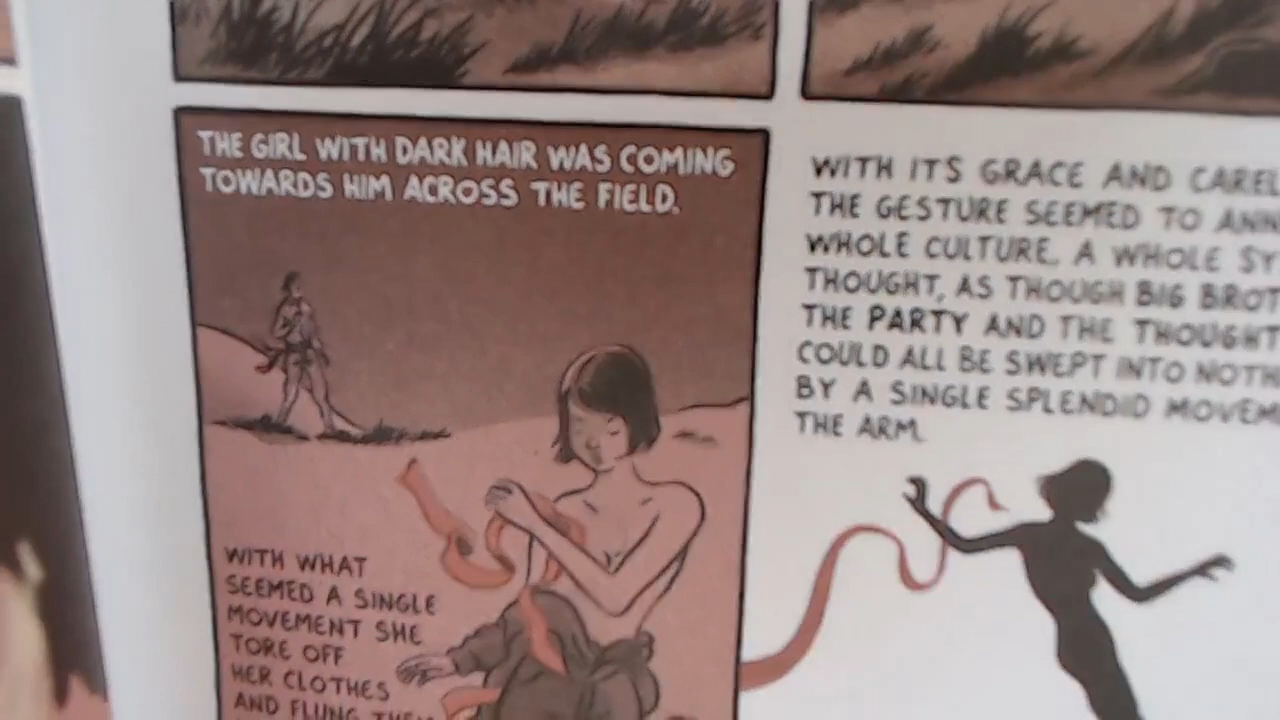 THE GIRL WITH DARK HAIR WAS COMING
TOWARDS HIM ACROSS THE FIELD.
WITH WHAT
SEEMED A SINGLE
MOVEMENT SHE
TORE OFF
HER CLOTHES
AND FLUNG
WITH ITS GRACE AND
THE GESTURE SEEMED TO
WHOLE CULTURE, A WHOLE
THOUGHT, AS THOUGH BIG
THE PARTY AND THE
COULD ALL BE SWEPT INTO
BY A SINGLE SPLENDID
THE ARM.